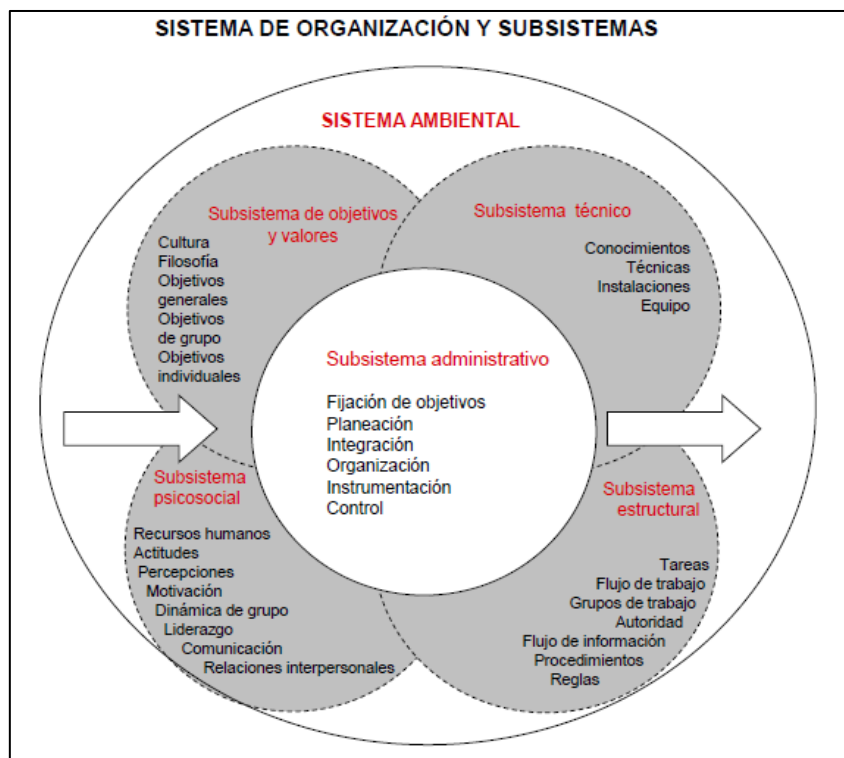 SISTEMA DE ORGANIZACIÓN Y SUBSISTEMAS
SISTEMA AMBIENTAL
Subsistema de objetivos
y valores
Cultura
Filosofía
Objetivos
generales
Objetivos
de grupo
Objetivos
individuales
Subsistema técnico
Conocimientos
Técnicas
Instalaciones
Equipo
Subsistema administrativo
Fijación de objetivos
Planeación
Integración
Organización
Instrumentación
Control
Subsistema
psicosocial
Recursos humanos
Actitudes
Percepciones
Motivación
Dinámica de grupo
Liderazgo
Comunicación
Relaciones interpersonales
Subsistema
estructural
Tareas
Flujo de trabajo
Grupos de trabajo
Autoridad
Flujo de información
Procedimientos
Reglas